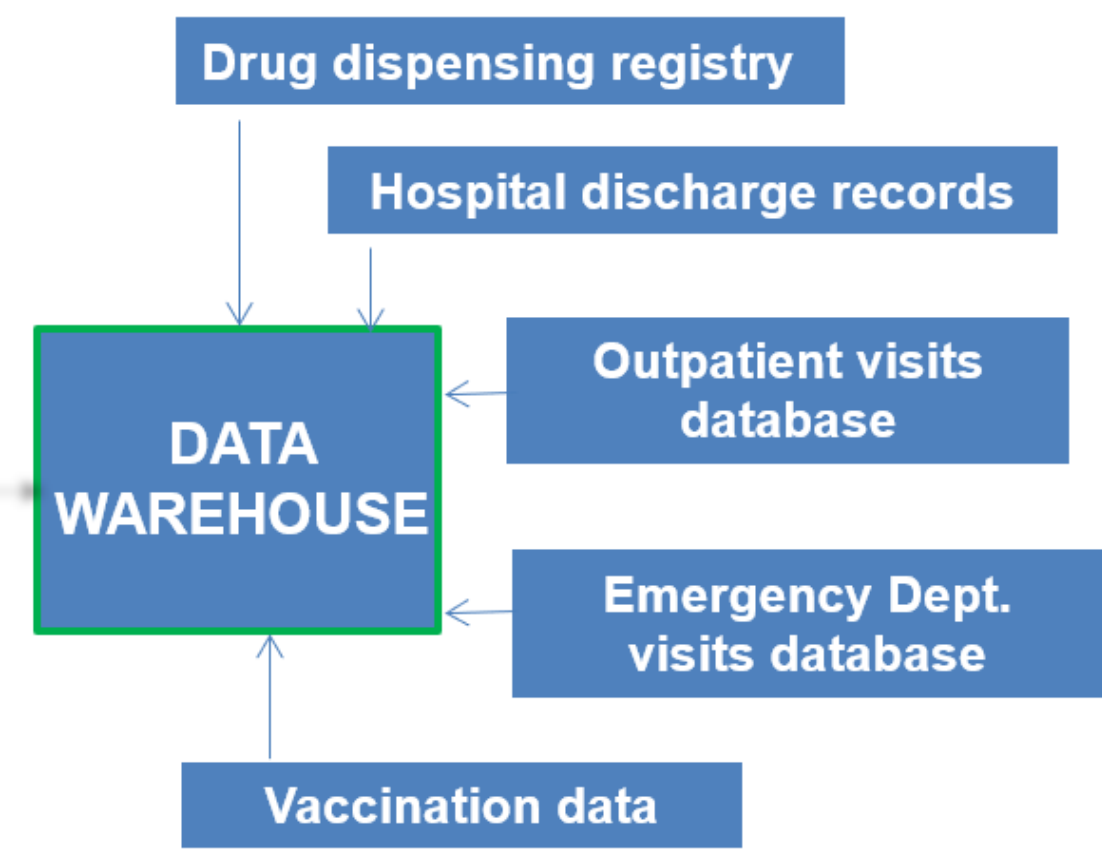 Drug dispensing registry
Hospital discharge records
Outpatient visits
database
DATA
WAREHOUSE
Emergency Dept.
visits database
Vaccination data